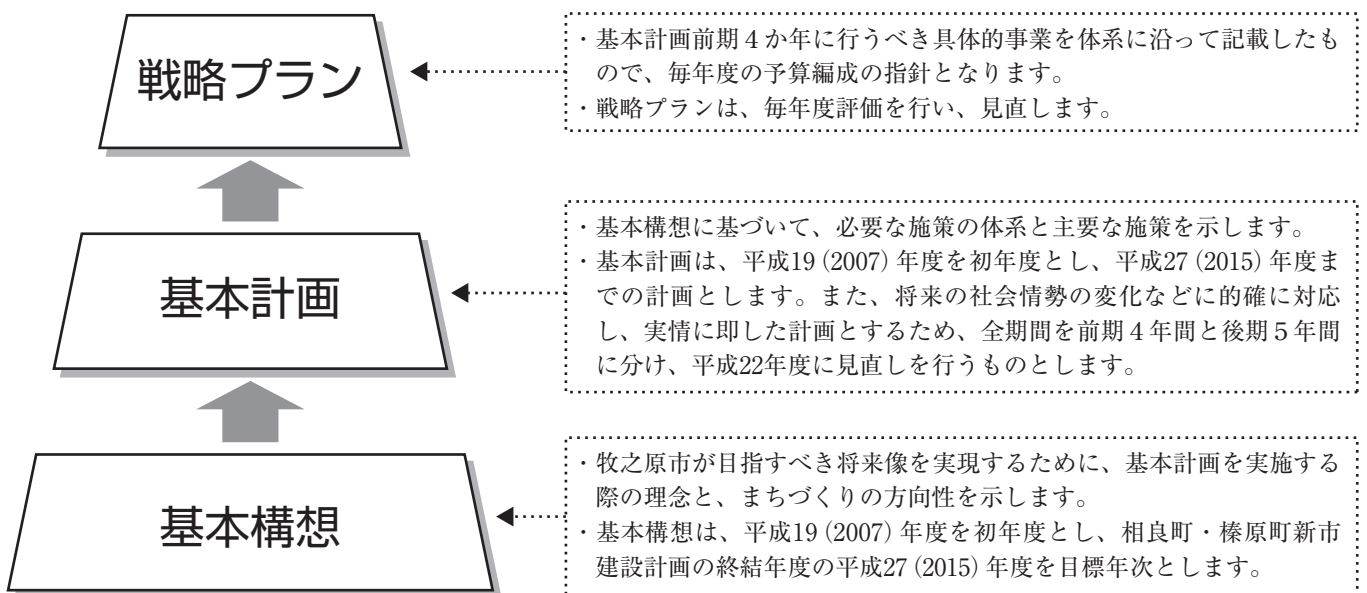 戦略プラン
・基本計画前期４か年に行うべき具体的事業を体系に沿って記載したも
ので、毎年度の予算編成の指針となります。
・戦略プランは、毎年度評価を行い、見直します。
基本計画
・基本構想に基づいて、必要な施策の体系と主要な施策を示します。
・基本計画は、平成19（2007）年度を初年度とし、平成27（2015）年度ま
での計画とします。また、将来の社会情勢の変化などに的確に対応
し、実情に即した計画とするため、全期間を前期４年間と後期５年間
に分け、平成22年度に見直しを行うものとします。
基本構想
・牧之原市が目指すべき将来像を実現するために、基本計画を実施する
際の理念と、まちづくりの方向性を示します。
・基本構想は、平成19（2007）年度を初年度とし、相良町・榛原町新市
建設計画の終結年度の平成27（2015）年度を目標年次とします。